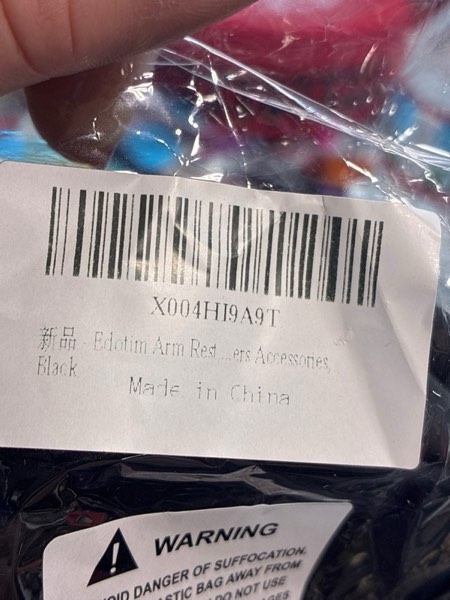 X004HI9A9T
新品 - Edotim Arm Rest ...ers Accessories,
Black
Made in China
WARNING
OID DANGER OF SUFFOCATION,
ASTIC BAG AWAY FROM
DO NOT USE